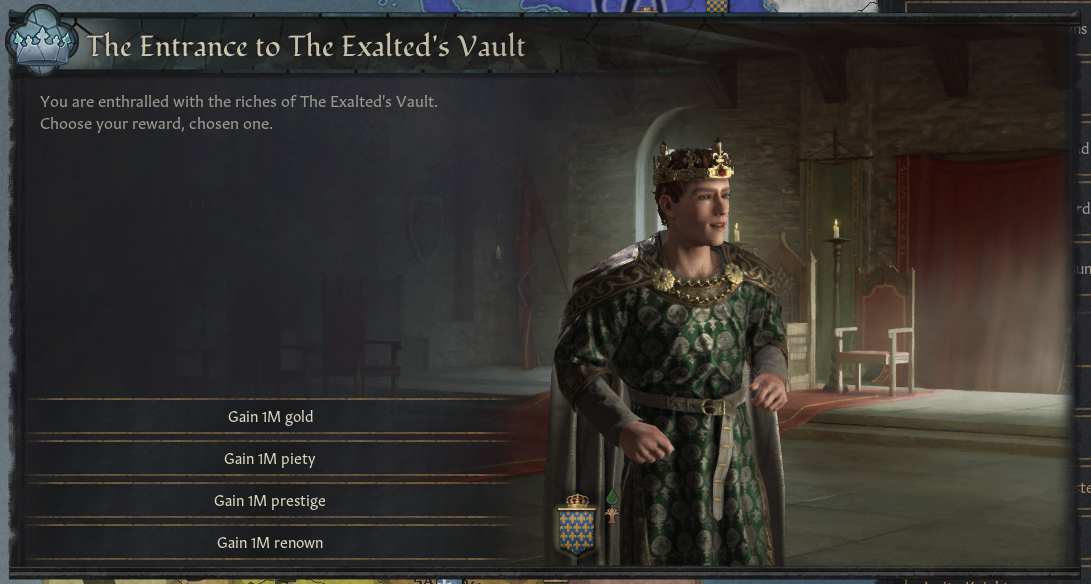 The Entrance to The Exalted's Vault
You are enthralled with the riches of The Exalted's Vault.
Choose your reward, chosen one.
Gain 1M gold
Gain 1M piety
Gain 1M prestige
Gain 1M renown